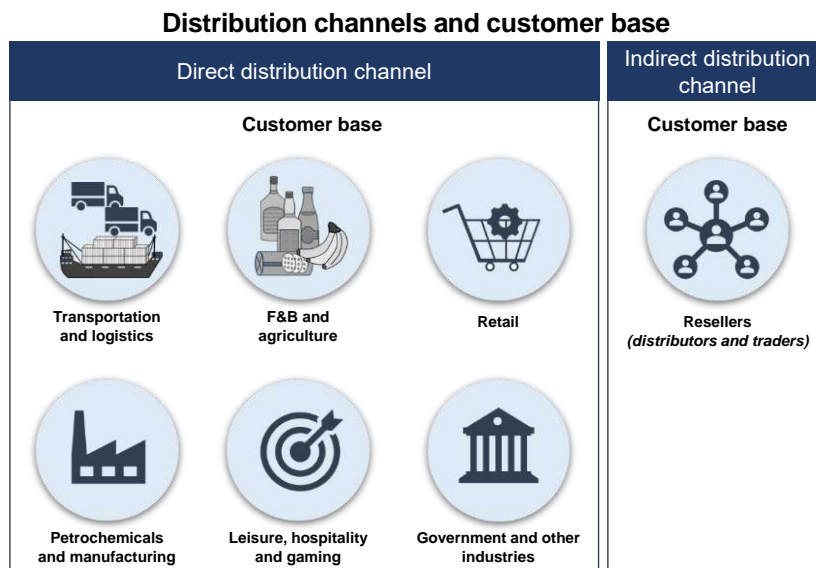 Distribution channels and customer base
Direct distribution channel
Customer base
Transportation
and logistics
F&B and
agriculture
Retail
Petrochemicals
and manufacturing
Leisure, hospitality
and gaming
Government and other
industries
Indirect distribution
channel
Customer base
Resellers
(distributors and traders)